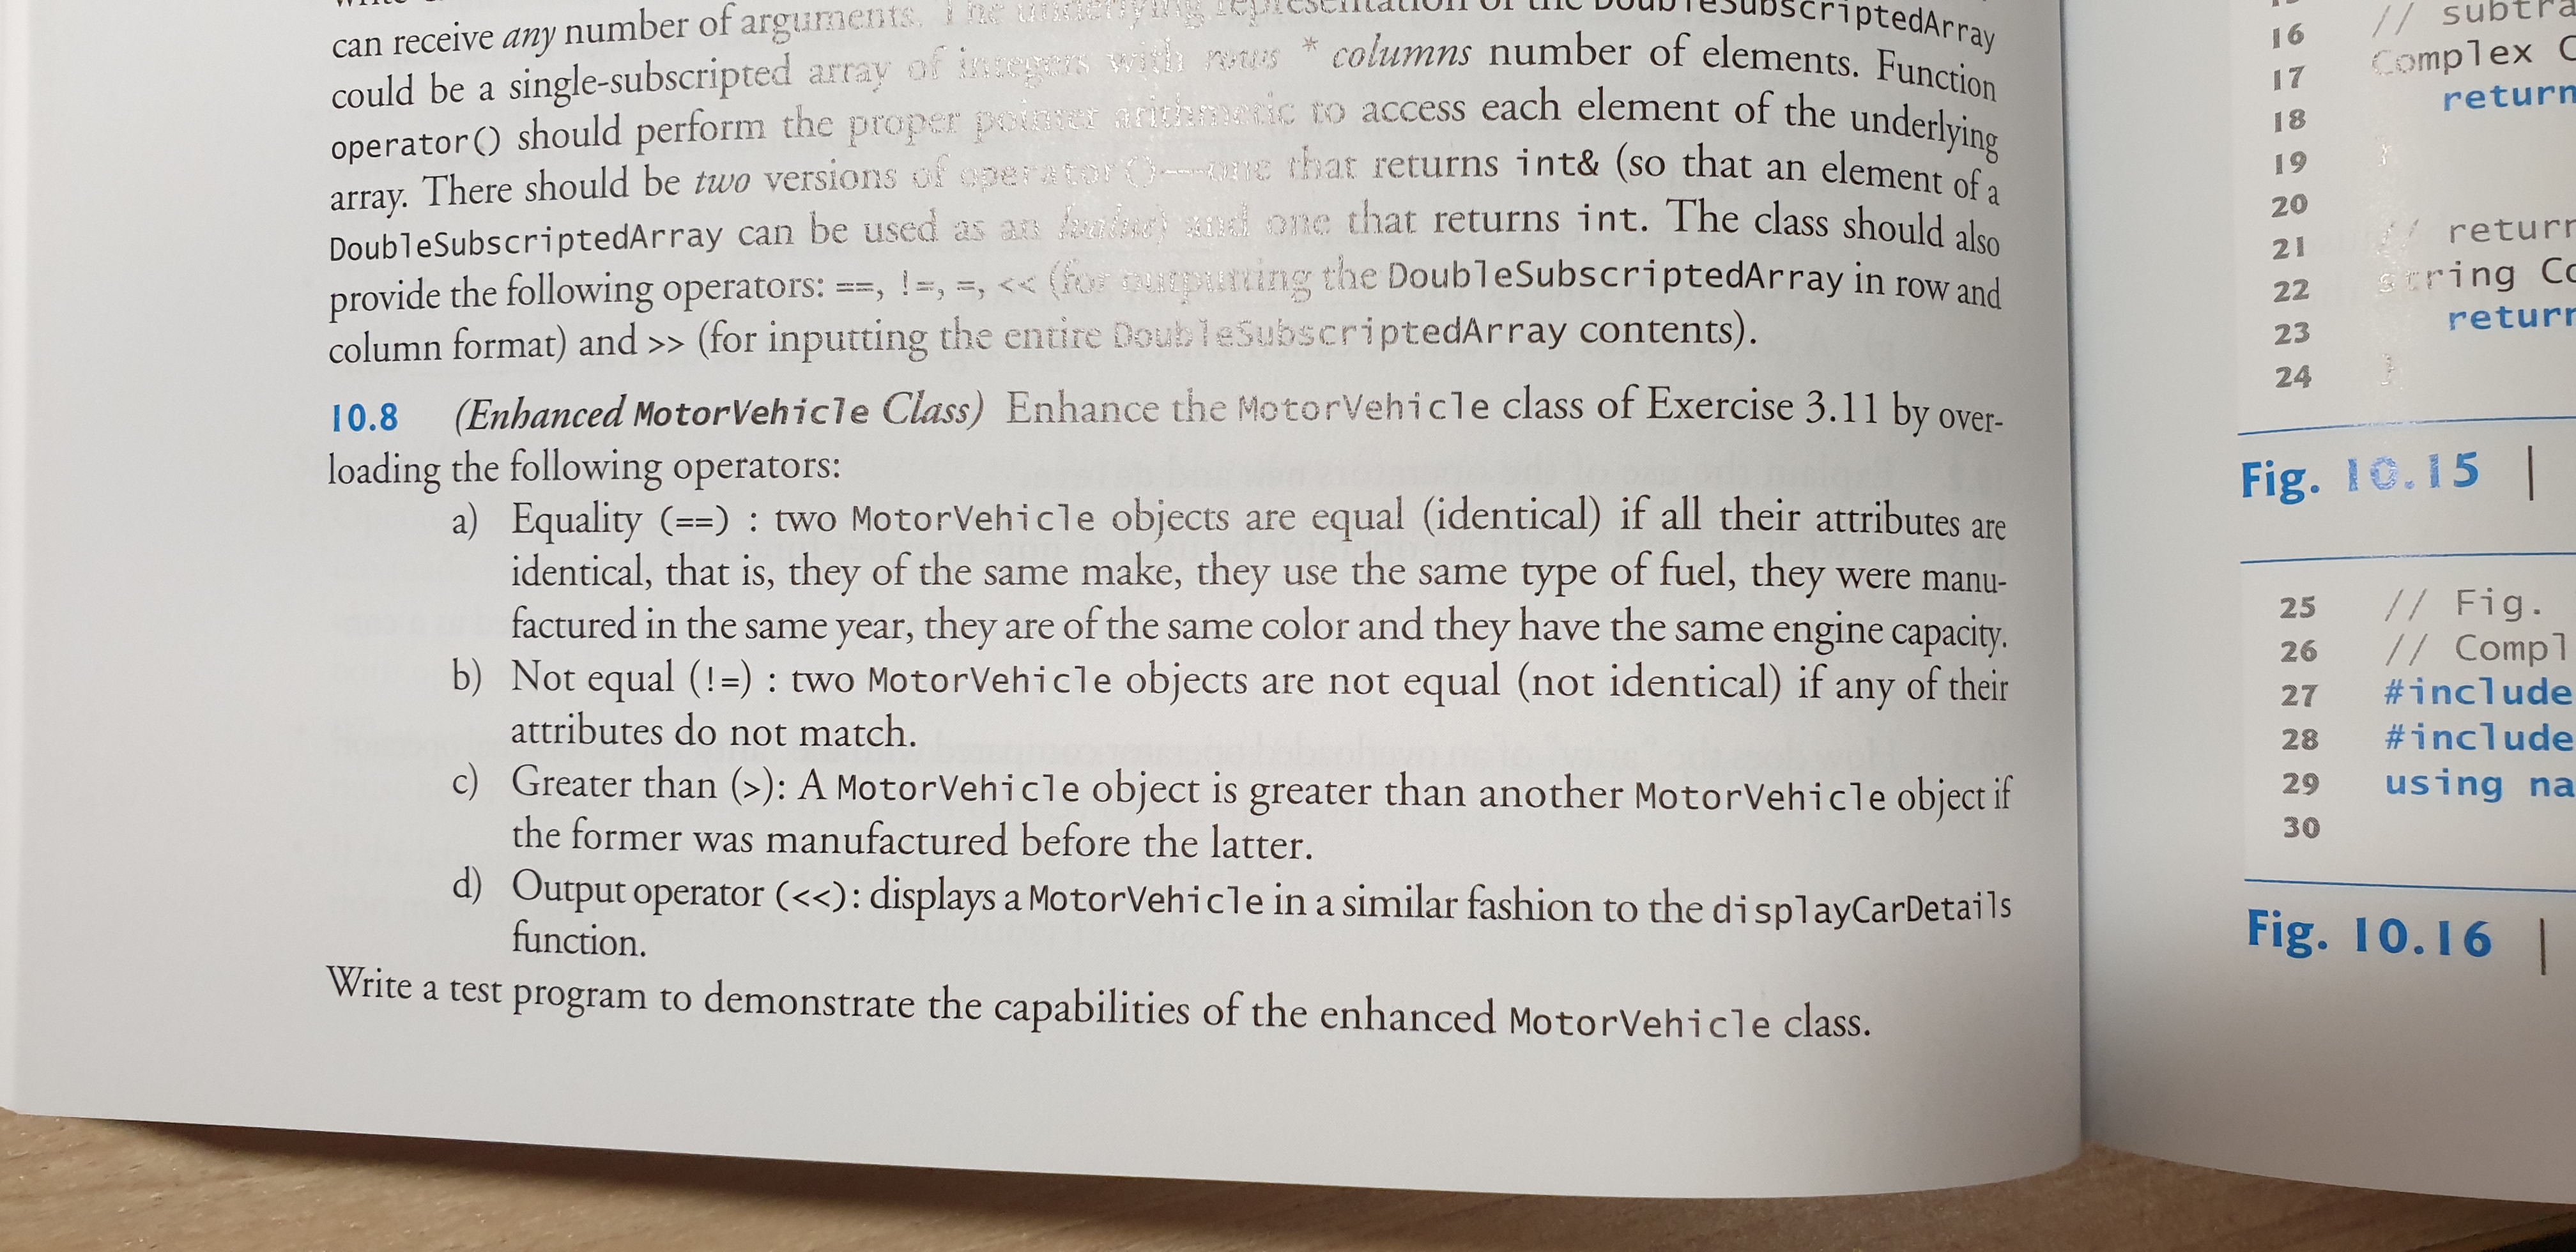 can receive any number of arguments. The underlying representation of the DoubleSubscriptedArray
could be a single-subscripted array of integers with rows * columns number of elements. Function
operator() should perform the proper pointer arithmetic to access each element of the underlying
array. There should be two versions of operator()—one that returns int& (so that an element of a
DoubleSubscriptedArray can be used as an lvalue) and one that returns int. The class should also
provide the following operators: ==, !=, =, << (for outputting the DoubleSubscriptedArray in row and
column format) and >> (for inputting the entire DoubleSubscriptedArray contents).
10.8 (Enhanced MotorVehicle Class) Enhance the MotorVehicle class of Exercise 3.11 by over-
loading the following operators:
a) Equality (==) : two MotorVehicle objects are equal (identical) if all their attributes are
identical, that is, they of the same make, they use the same type of fuel, they were manu-
factured in the same year, they are of the same color and they have the same engine capacity.
b) Not equal (!=) : two MotorVehicle objects are not equal (not identical) if any of their
attributes do not match.
c) Greater than (>): A MotorVehicle object is greater than another MotorVehicle object if
the former was manufactured before the latter.
d) Output operator (<<): displays a MotorVehicle in a similar fashion to the displayCarDetails
function.
Write a test program to demonstrate the capabilities of the enhanced MotorVehicle class.
16 // subtra
17 Complex C
18 return
19 }
20
21 // return
22 string Co
23 return
24 }
Fig. 10.15 |
25 // Fig.
26 // Compl
27 #include
28 #include
29 using na
30
Fig. 10.16 |